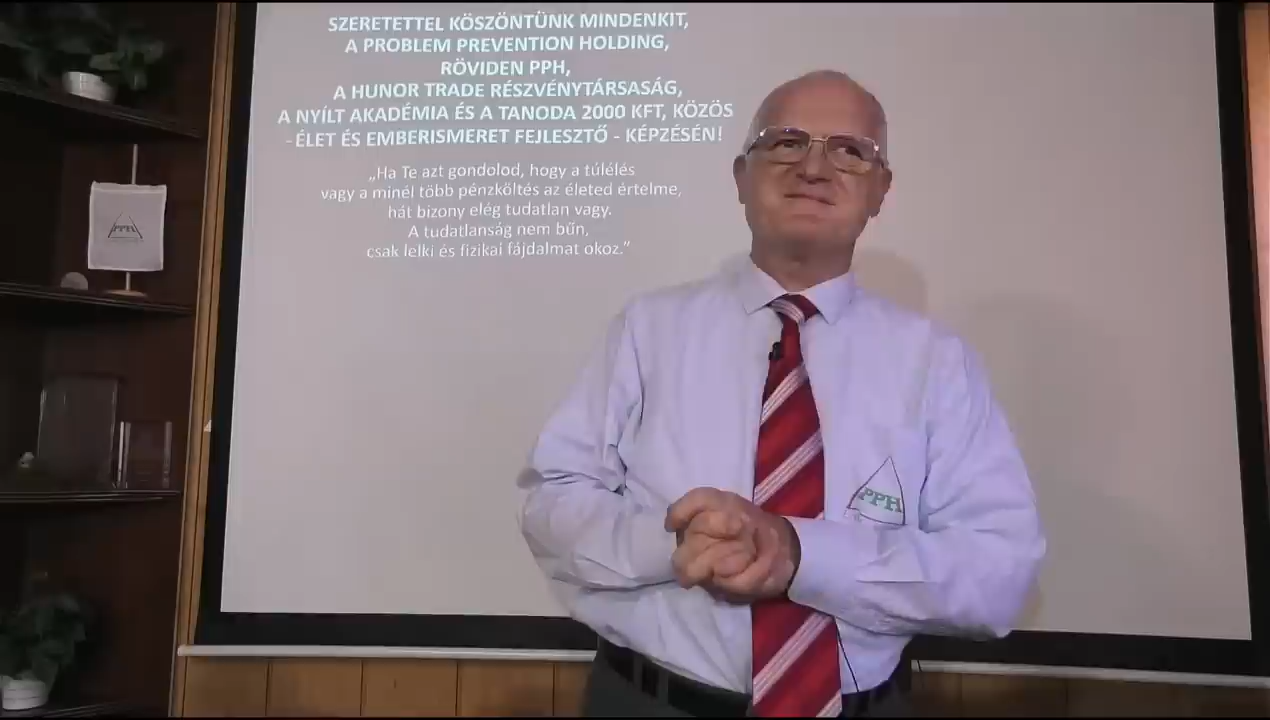 SZERETETTEL KÖSZÖNTÜNK MINDENKIT,
A PROBLEM PREVENTION HOLDING,
RÖVIDEN PPH,
A HUNOR TRADE RÉSZVÉNYTÁRSASÁG,
A NYÍLT AKADÉMIA ÉS A TANODA 2000 KFT, KÖZÖS
- ÉLET ÉS EMBERISMERET FEJLESZTŐ - KÉPZÉSÉN!
„Ha Te azt gondolod, hogy a túlélés
vagy a minél több pénzköltés az életed értelme,
hát bizony elég tudatlan vagy.
A tudatlanság nem bűn,
csak lelki és fizikai fájdalmat okoz.”
PPH
PPH